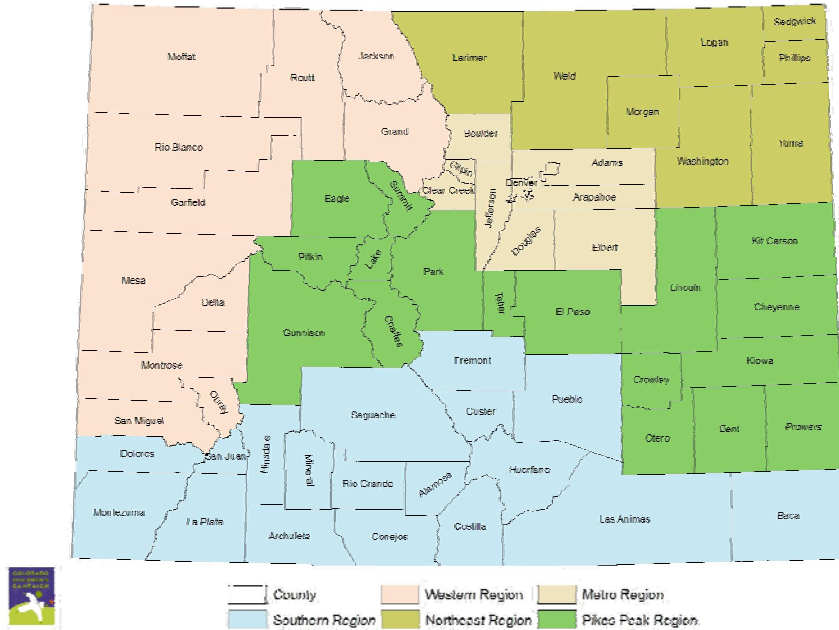 Sedgwick
Moffat
Routt
Jackson
Larimer
Weld
Logan
Phillips
Morgan
Grand
Boulder
Rio Blanco
Yuma
Washington
Gilpin
Adams
Clear Creek
Denver
Arapahoe
Garfield
Eagle
Summit
Jefferson
Douglas
Elbert
Kit Carson
Pitkin
Lake
Park
Mesa
Lincoln
Delta
Teller
El Paso
Cheyenne
Gunnison
Chaffee
Montrose
Fremont
Kiowa
Crowley
Ouray
Saguache
Custer
Pueblo
San Miguel
Otero
Bent
Prowers
Dolores
San Juan
Hinsdale
Mineral
Rio Grande
Alamosa
Huerfano
Montezuma
La Plata
Archuleta
Conejos
Costilla
Las Animas
Baca
COLORADO
CHILDREN'S
CAMPAIGN
County
Western Region
Metro Region
Southern Region
Northeast Region
Pikes Peak Region